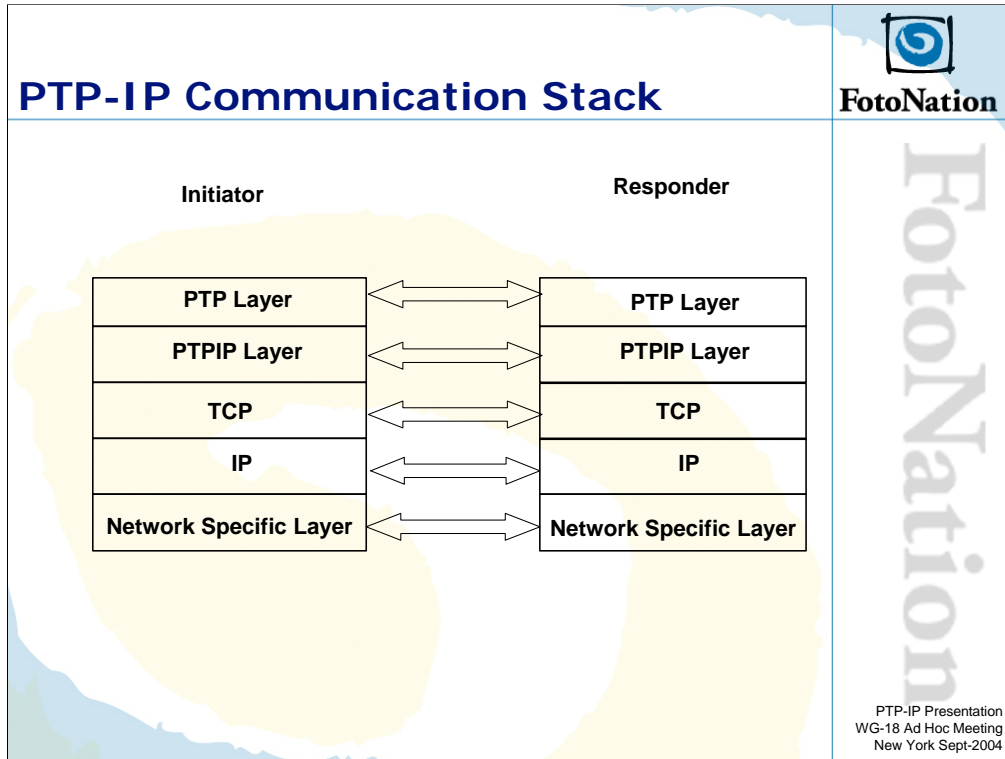 PTP-IP Communication Stack
FotoNation
FotoNation
Initiator
Responder
PTP Layer
PTP Layer
PTPIP Layer
PTPIP Layer
TCP
TCP
IP
IP
Network Specific Layer
Network Specific Layer
PTP-IP Presentation
WG-18 Ad Hoc Meeting
New York Sept-2004